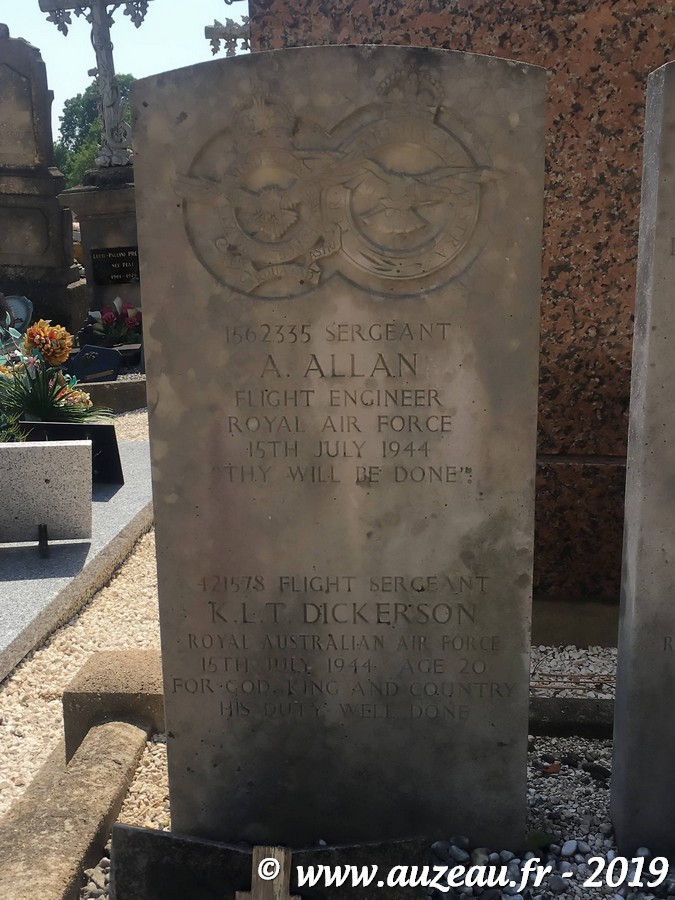 1562335 SERGEANT
A. ALLAN
FLIGHT ENGINEER
ROYAL AIR FORCE
15TH JULY 1944
"THY WILL BE DONE"
421578 FLIGHT SERGEANT
K.L.T. DICKERSON
ROYAL AUSTRALIAN AIR FORCE
15TH JULY 1944 AGE 20
FOR GOD, KING AND COUNTRY
HIS DUTY WELL DONE
© www.auzeau.fr - 2019